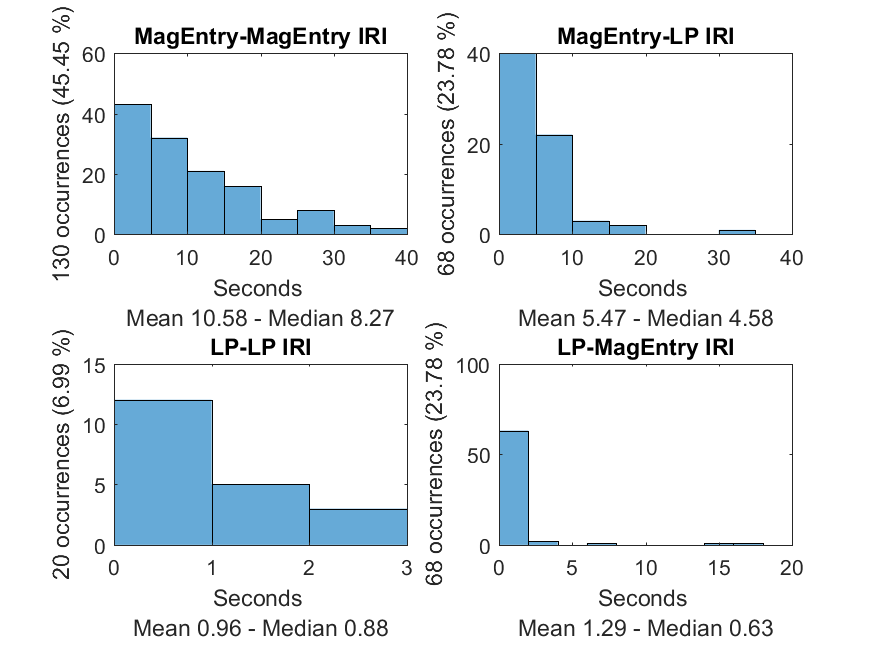 MagEntry-MagEntry IRI
130 occurrences (45.45 %)
60
40
20
0
0 10 20 30 40
Seconds
Mean 10.58 - Median 8.27
MagEntry-LP IRI
68 occurrences (23.78 %)
40
20
0
0 10 20 30 40
Seconds
Mean 5.47 - Median 4.58
LP-LP IRI
20 occurrences (6.99 %)
15
10
5
0
0 1 2 3
Seconds
Mean 0.96 - Median 0.88
LP-MagEntry IRI
68 occurrences (23.78 %)
100
50
0
0 5 10 15 20
Seconds
Mean 1.29 - Median 0.63